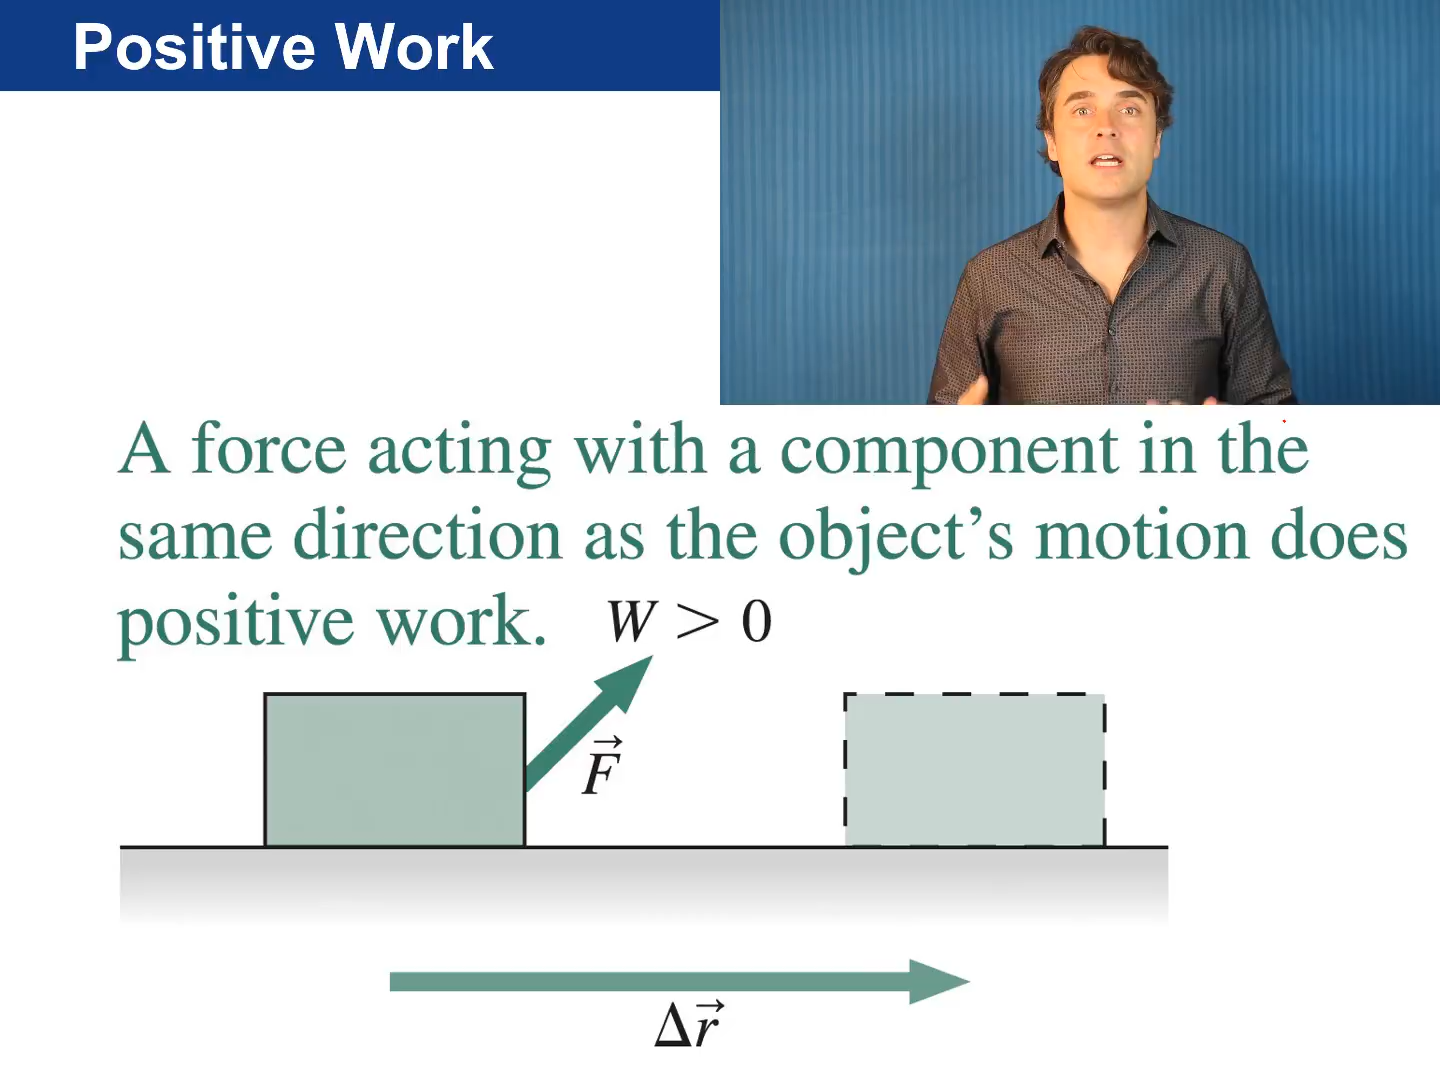 Positive Work
A force acting with a component in the
same direction as the object’s motion does
positive work. W > 0
F⃗
Δr⃗